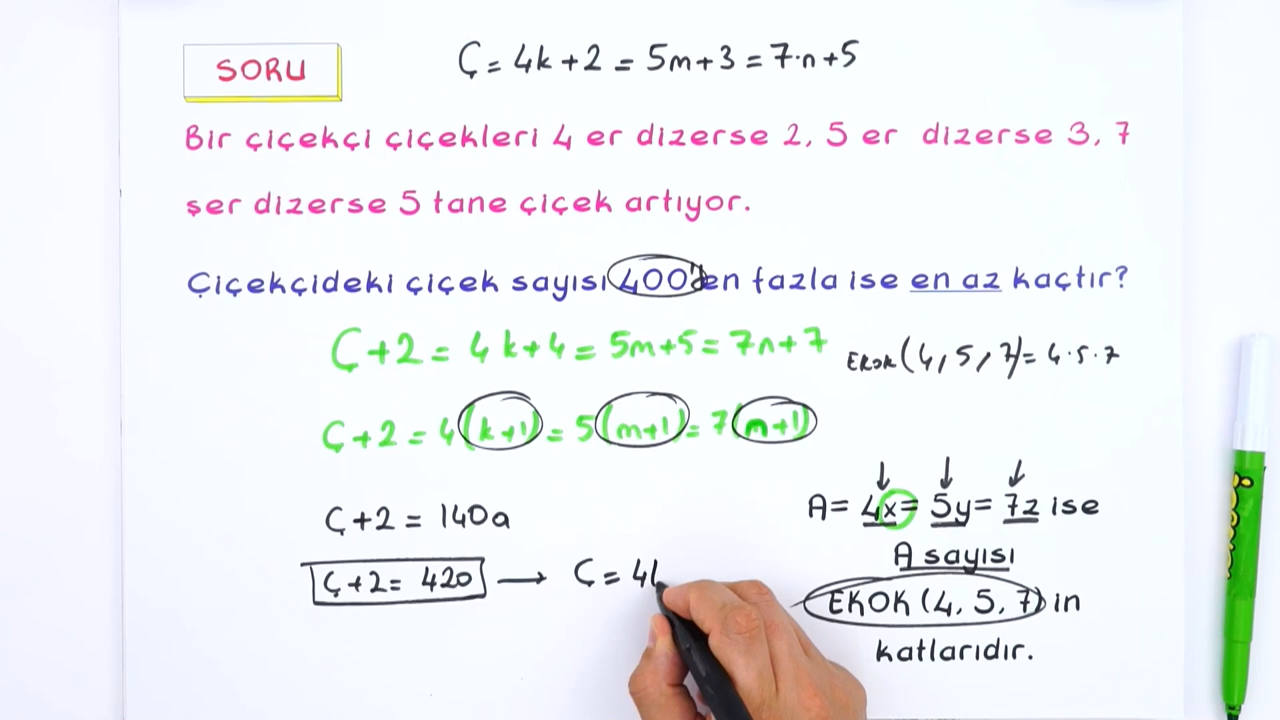 SORU
Ç = 4k+2 = 5m+3 = 7·n+5
Bir çiçekçi çiçekleri 4 er dizerse 2, 5 er dizerse 3, 7
şer dizerse 5 tane çiçek artıyor.
Çiçekçideki çiçek sayısı 400'den fazla ise en az kaçtır?
Ç+2 = 4k+4 = 5m+5 = 7n+7
EKOK(4,5,7)=4·5·7
Ç+2 = 4(k+1) = 5(m+1) = 7(m+1)
Ç+2 = 140a
Ç+2 = 420 → Ç = 4
A= 4x= 5y= 7z ise
A sayısı
EKOK (4, 5, 7) in
katlarıdır.